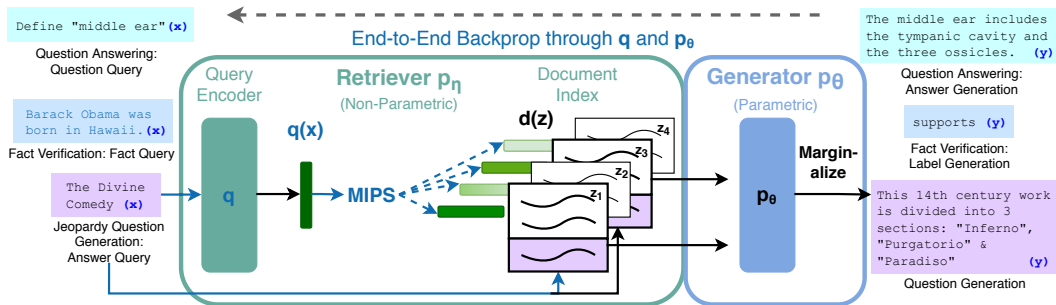 Define "middle ear"(x)
Question Answering:
Question Query
Barack Obama was
born in Hawaii.(x)
Fact Verification: Fact Query
The Divine
Comedy (x)
Jeopardy Question
Generation:
Answer Query
End-to-End Backprop through q and pθ
Query
Encoder
q
q(x)
Retriever pη
(Non-Parametric)
MIPS
Document
Index
d(z)
z4
z3
z2
z1
Generator pθ
(Parametric)
pθ
Margin-
alize
The middle ear includes
the tympanic cavity and
the three ossicles. (y)
Question Answering:
Answer Generation
supports (y)
Fact Verification:
Label Generation
This 14th century work
is divided into 3
sections: "Inferno",
"Purgatorio" &
"Paradiso" (y)
Question Generation